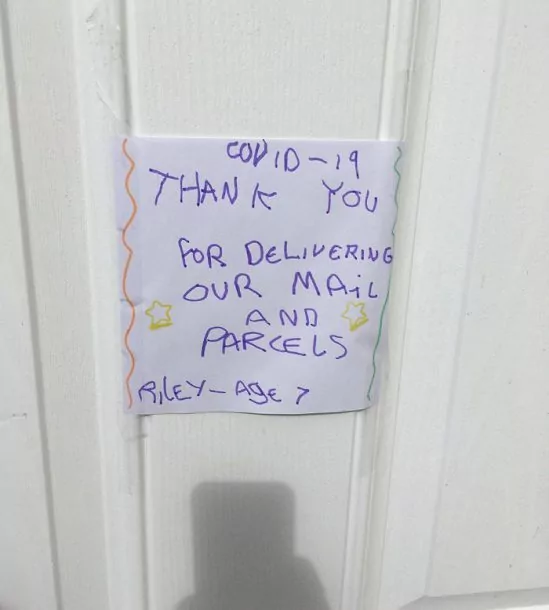 COVID-19
THANK YOU
FOR DELIVERING
OUR MAiL
AND
PARCELS
RiLEY-AgE 7